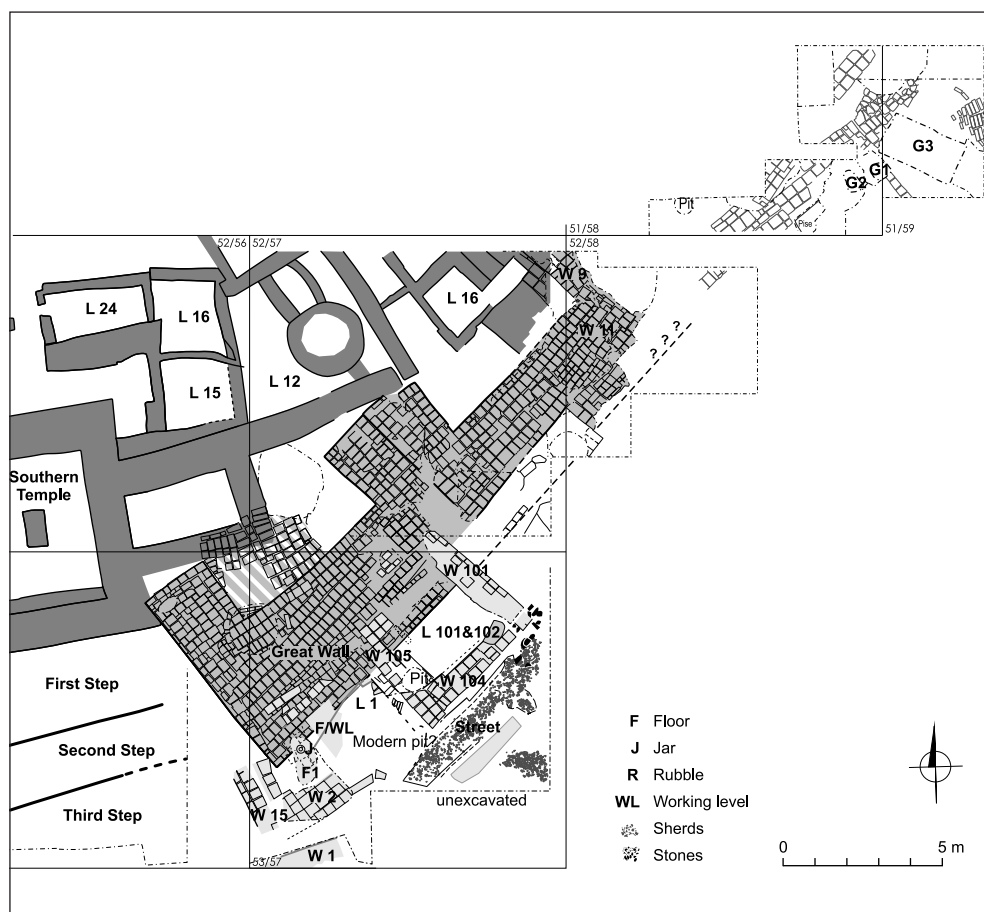 G3
G1
G2
Pit
Pise
51/58
51/59
52/56
52/57
52/58
W 9
L 24
L 16
L 16
W 11
? ? ?
L 15
L 12
Southern
Temple
W 101
L 101&102
Great Wall
W 105
First Step
Pit
W 104
L 1
F/WL
Street
Second Step
J
Modern pit?
F1
W 2
unexcavated
Third Step
W 15
W 1
53/57
F Floor
J Jar
R Rubble
WL Working level
Sherds
Stones
0 5 m